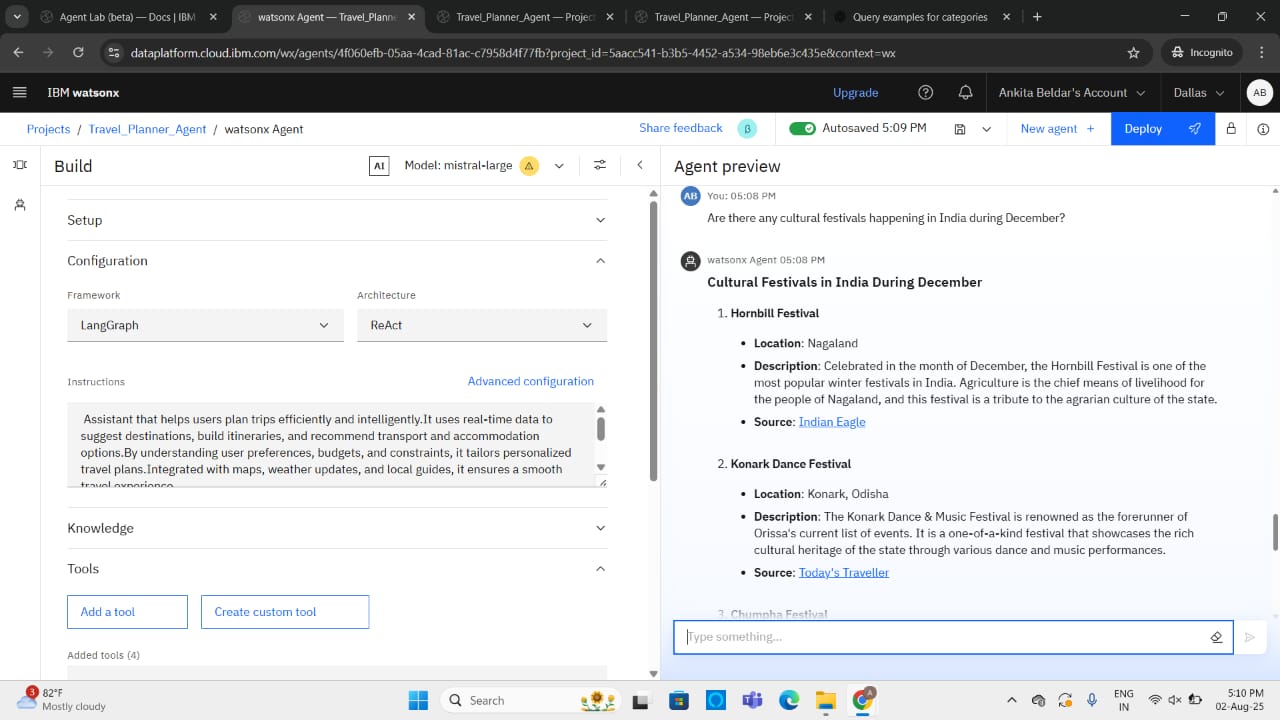 Agent Lab (beta) — Docs | IBM
watsonx Agent — Travel_Planne
Travel_Planner_Agent — Project
Travel_Planner_Agent — Project
Query examples for categories
dataplatform.cloud.ibm.com/wx/agents/4f060efb-05aa-4cad-81ac-c7958d4f77fb?project_id=5aacc541-b3b5-4452-a534-98eb6e3c435e&context=wx
Incognito
IBM watsonx
Upgrade
Ankita Beldar's Account
Dallas
AB
Projects / Travel_Planner_Agent / watsonx Agent
Share feedback
β
Autosaved 5:09 PM
New agent +
Deploy
Build
AI
Model: mistral-large
Agent preview
Setup
Configuration
Framework
Architecture
LangGraph
ReAct
Instructions
Advanced configuration
Assistant that helps users plan trips efficiently and intelligently.It uses real-time data to
suggest destinations, build itineraries, and recommend transport and accommodation
options.By understanding user preferences, budgets, and constraints, it tailors personalized
travel plans.Integrated with maps, weather updates, and local guides, it ensures a smooth
travel experience
Knowledge
Tools
Add a tool
Create custom tool
Added tools (4)
AB
You: 05:08 PM
Are there any cultural festivals happening in India during December?
watsonx Agent 05:08 PM
Cultural Festivals in India During December
1. Hornbill Festival
• Location: Nagaland
• Description: Celebrated in the month of December, the Hornbill Festival is one of the
most popular winter festivals in India. Agriculture is the chief means of livelihood for
the people of Nagaland, and this festival is a tribute to the agrarian culture of the state.
• Source: Indian Eagle
2. Konark Dance Festival
• Location: Konark, Odisha
• Description: The Konark Dance & Music Festival is renowned as the forerunner of
Orissa's current list of events. It is a one-of-a-kind festival that showcases the rich
cultural heritage of the state through various dance and music performances.
• Source: Today's Traveller
3. Chumpha Festival
Type something...
3
82°F
Mostly cloudy
Search
A
ENG
IN
5:10 PM
02-Aug-25